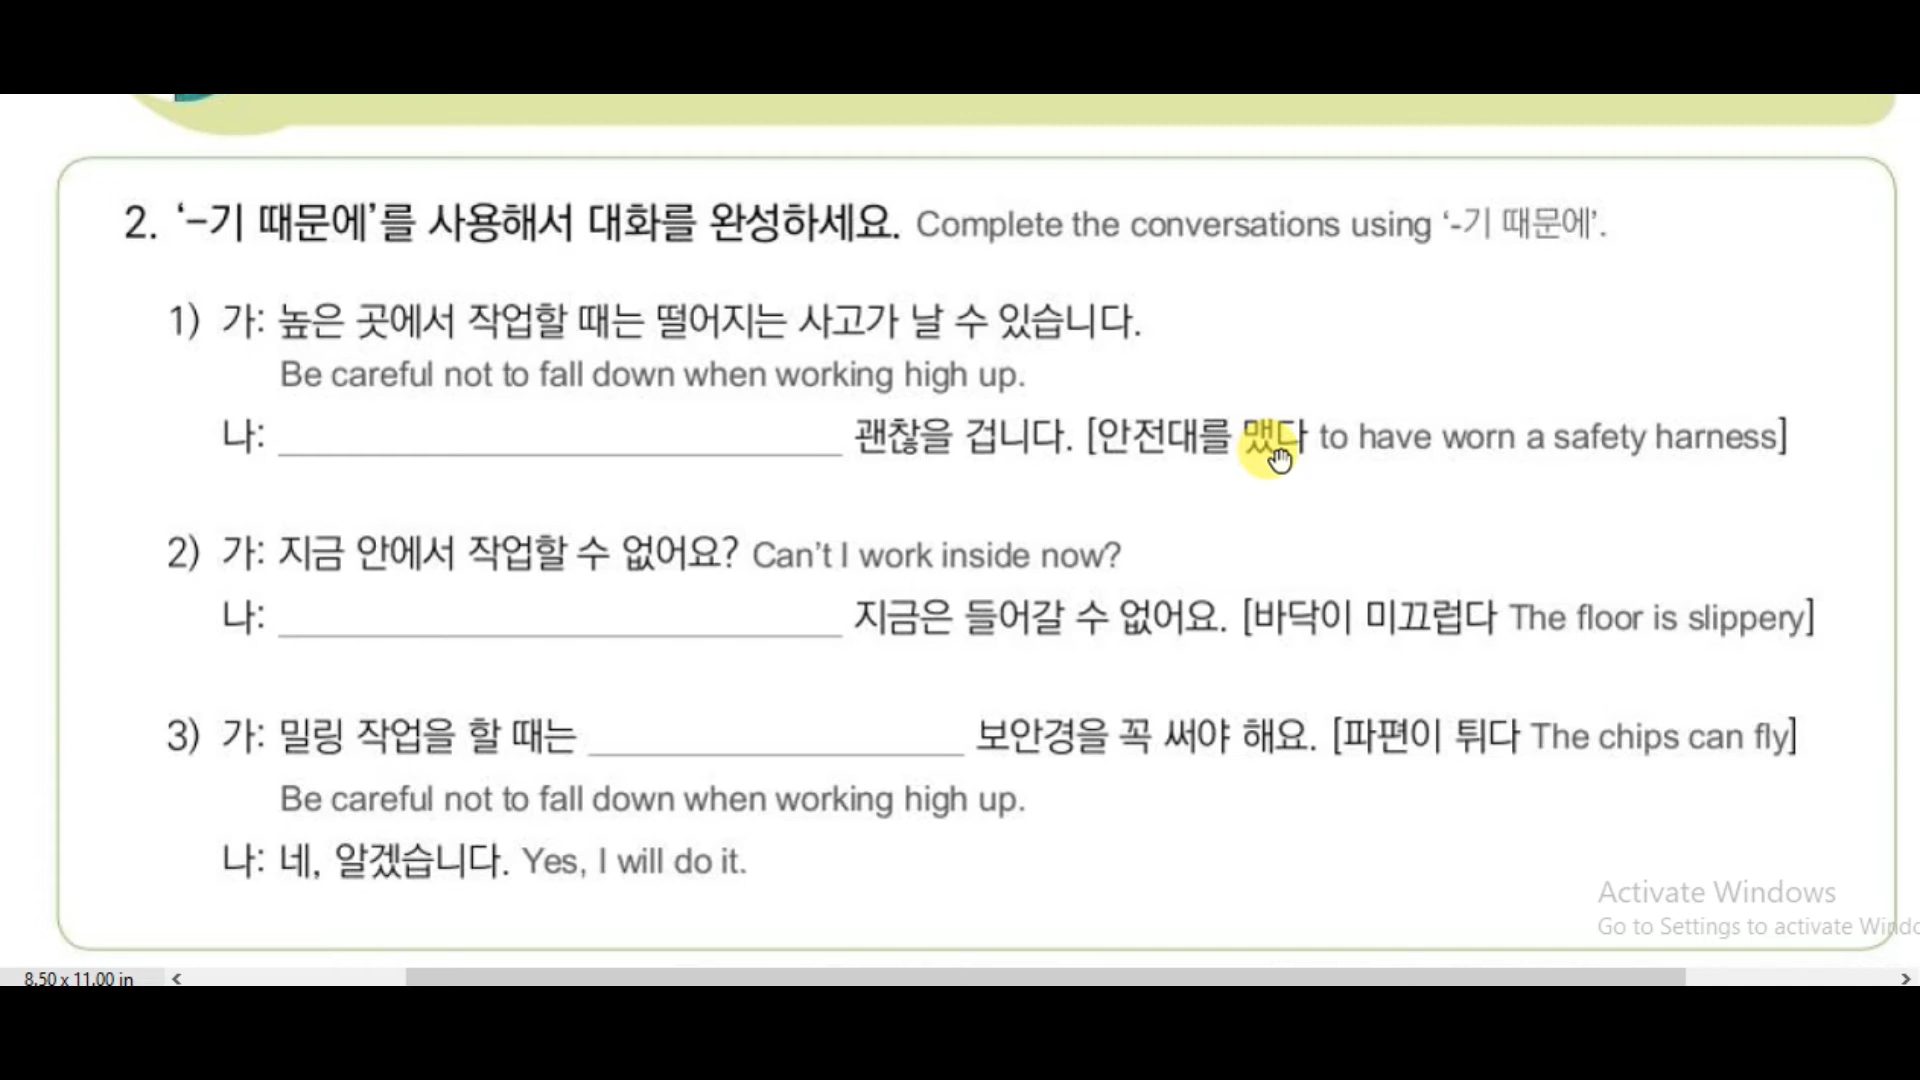 2. ‘-기 때문에’를 사용해서 대화를 완성하세요. Complete the conversations using ‘-기 때문에’.
1) 가: 높은 곳에서 작업할 때는 떨어지는 사고가 날 수 있습니다.
Be careful not to fall down when working high up.
나: ______________________________ 괜찮을 겁니다. [안전대를 맸다 to have worn a safety harness]
2) 가: 지금 안에서 작업할 수 없어요? Can’t I work inside now?
나: ______________________________ 지금은 들어갈 수 없어요. [바닥이 미끄럽다 The floor is slippery]
3) 가: 밀링 작업을 할 때는 ____________________ 보안경을 꼭 써야 해요. [파편이 튀다 The chips can fly]
Be careful not to fall down when working high up.
나: 네, 알겠습니다. Yes, I will do it.
Activate Windows
Go to Settings to activate Windo
8.50 x 11.00 in